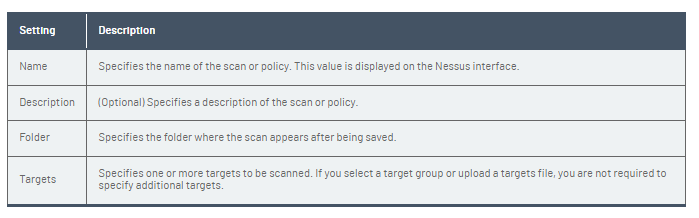 Setting Description
Name Specifies the name of the scan or policy. This value is displayed on the Nessus interface.
Description (Optional) Specifies a description of the scan or policy.
Folder Specifies the folder where the scan appears after being saved.
Targets Specifies one or more targets to be scanned. If you select a target group or upload a targets file, you are not required to
specify additional targets.